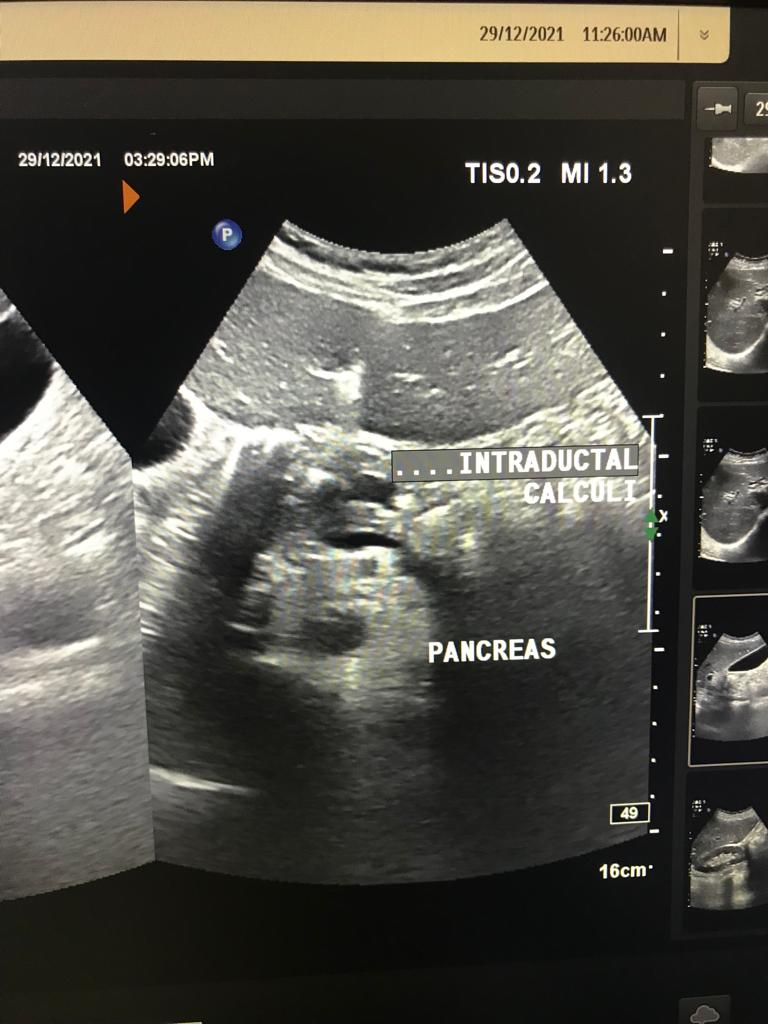 29/12/2021 11:26:00AM
29/12/2021 03:29:06PM
TIS0.2 MI 1.3
P
....INTRADUCTAL
CALCULI
X
PANCREAS
49
16cm